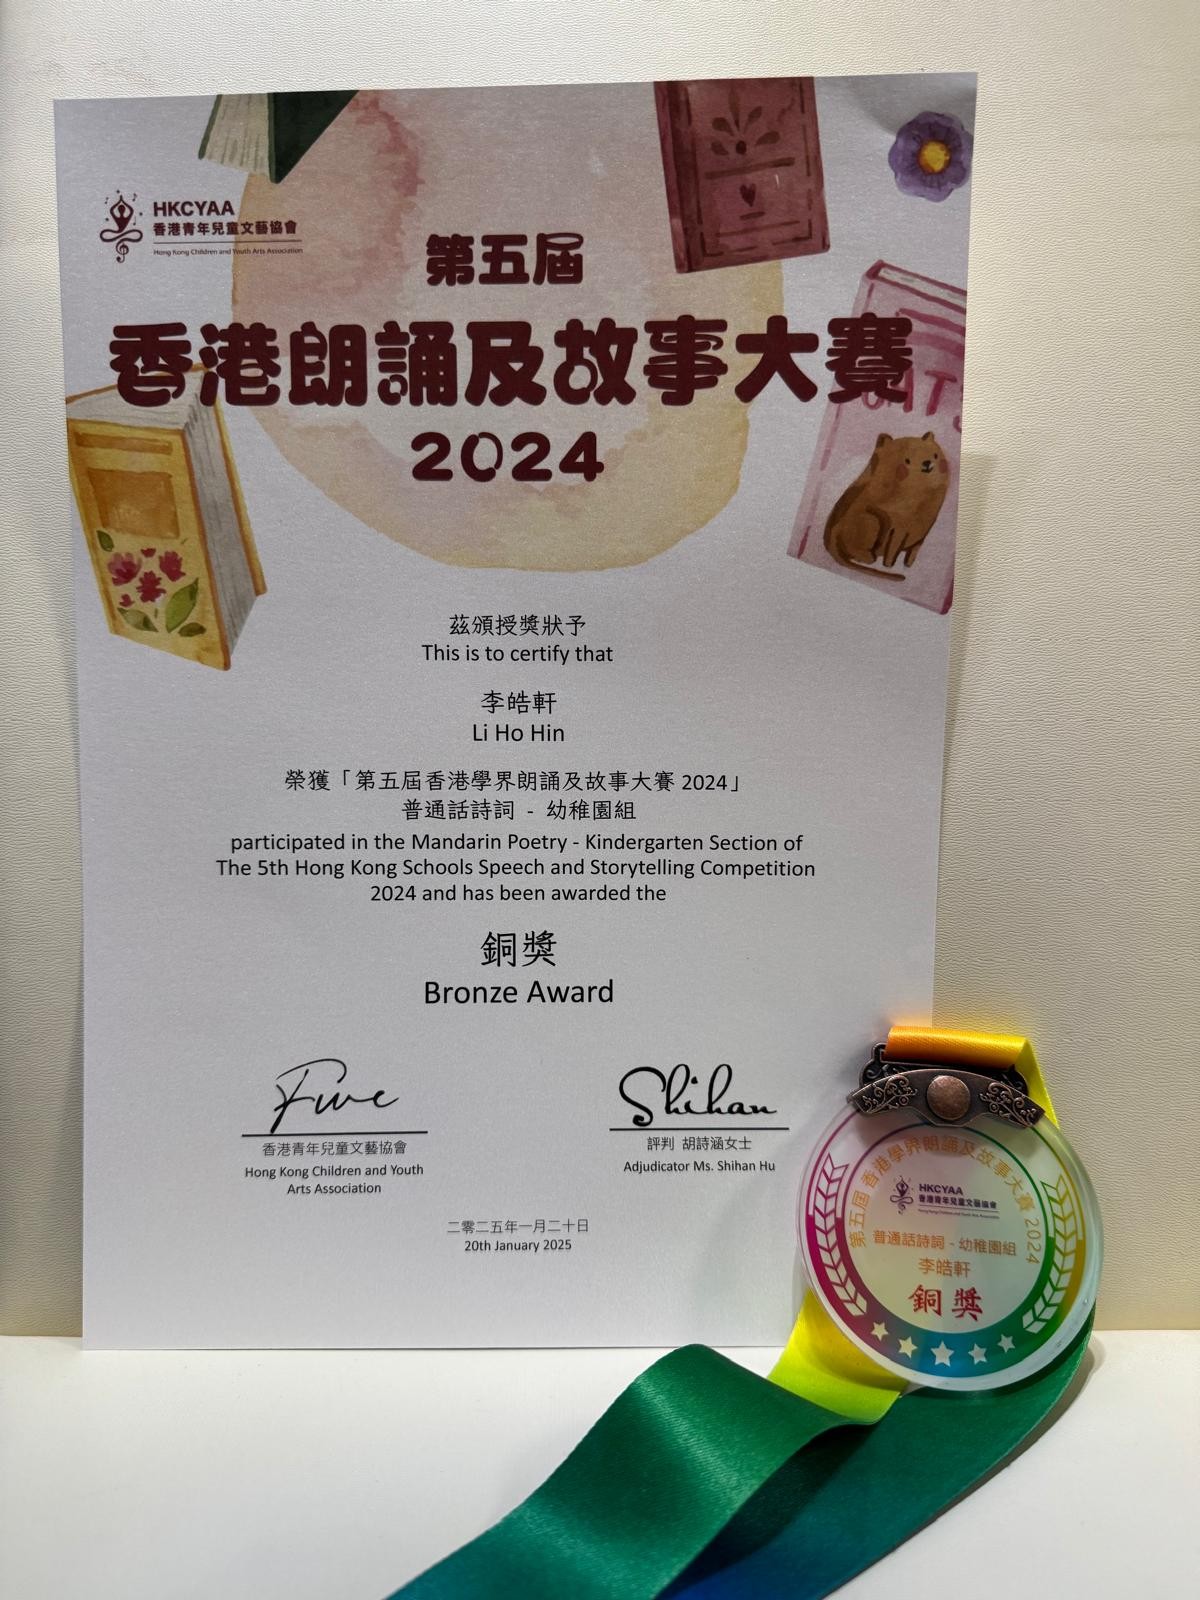 HKCYAA
香港青年兒童文藝協會
Hong Kong Children and Youth Arts Association
第五屆
香港朗誦及故事大賽
2024
CATS
茲頒授獎狀予
This is to certify that
李皓軒
Li Ho Hin
榮獲「第五屆香港學界朗誦及故事大賽 2024」
普通話詩詞 - 幼稚園組
participated in the Mandarin Poetry - Kindergarten Section of
The 5th Hong Kong Schools Speech and Storytelling Competition
2024 and has been awarded the
銅獎
Bronze Award
Shihan
香港青年兒童文藝協會
Hong Kong Children and Youth
Arts Association
評判 胡詩涵女士
Adjudicator Ms. Shihan Hu
二零二五年一月二十日
20th January 2025
第五屆 香港學界朗誦及故事大賽 2024
HKCYAA
香港青年兒童文藝協會
Hong Kong Children and Youth Arts Association
普通話詩詞 - 幼稚園組
李皓軒
銅獎